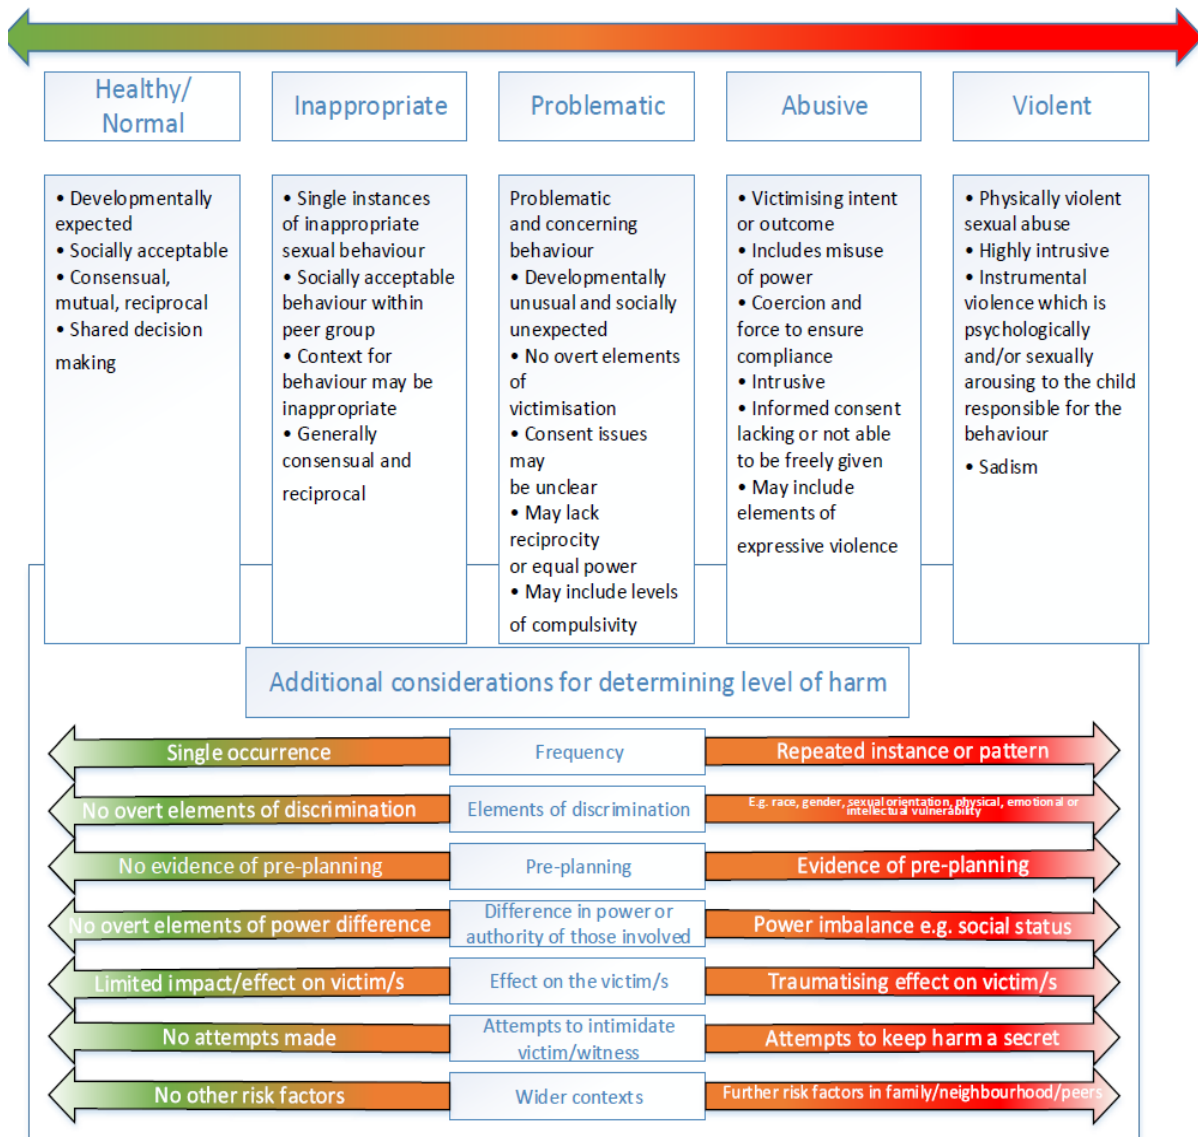 Healthy/
Normal
Inappropriate
Problematic
Abusive
Violent
• Developmentally
expected
• Socially acceptable
• Consensual,
mutual, reciprocal
• Shared decision
making
• Single instances
of inappropriate
sexual behaviour
• Socially acceptable
behaviour within
peer group
• Context for
behaviour may be
inappropriate
• Generally
consensual and
reciprocal
Problematic
and concerning
behaviour
• Developmentally
unusual and socially
unexpected
• No overt elements
of
victimisation
• Consent issues
may
be unclear
• May lack
reciprocity
or equal power
• May include levels
of compulsivity
• Victimising intent
or outcome
• Includes misuse
of power
• Coercion and
force to ensure
compliance
• Intrusive
• Informed consent
lacking or not able
to be freely given
• May include
elements of
expressive violence
• Physically violent
sexual abuse
• Highly intrusive
• Instrumental
violence which is
psychologically
and/or sexually
arousing to the child
responsible for the
behaviour
• Sadism
Additional considerations for determining level of harm
Single occurrence
Frequency
Repeated instance or pattern
No overt elements of discrimination
Elements of discrimination
E.g. race, gender, sexual orientation, physical, emotional or
intellectual vulnerability
No evidence of pre-planning
Pre-planning
Evidence of pre-planning
No overt elements of power difference
Difference in power or
authority of those involved
Power imbalance e.g. social status
Limited impact/effect on victim/s
Effect on the victim/s
Traumatising effect on victim/s
No attempts made
Attempts to intimidate
victim/witness
Attempts to keep harm a secret
No other risk factors
Wider contexts
Further risk factors in family/neighbourhood/peers